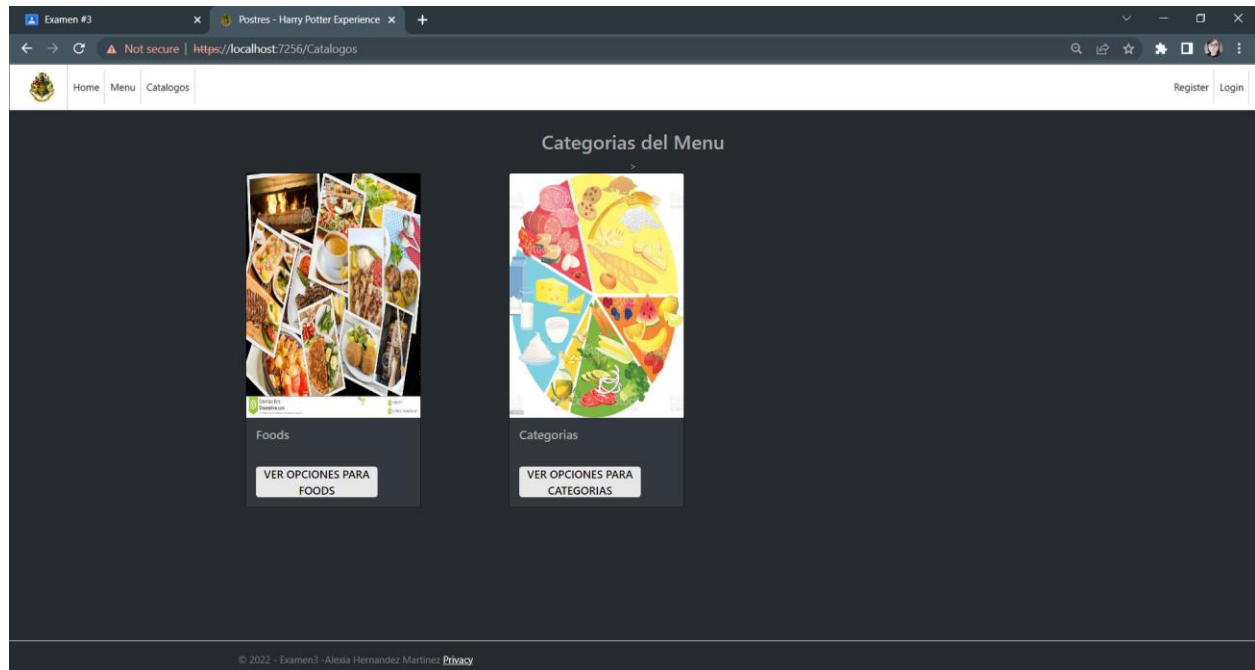 Examen #3
Postres - Harry Potter Experience
Not secure | https://localhost:7256/Catalogos
Home Menu Catalogos
Register Login
Categorias del Menu
>
Foods
Categorias
VER OPCIONES PARA
FOODS
VER OPCIONES PARA
CATEGORIAS
© 2022 - Examen3 -Alexia Hernandez Martinez Privacy